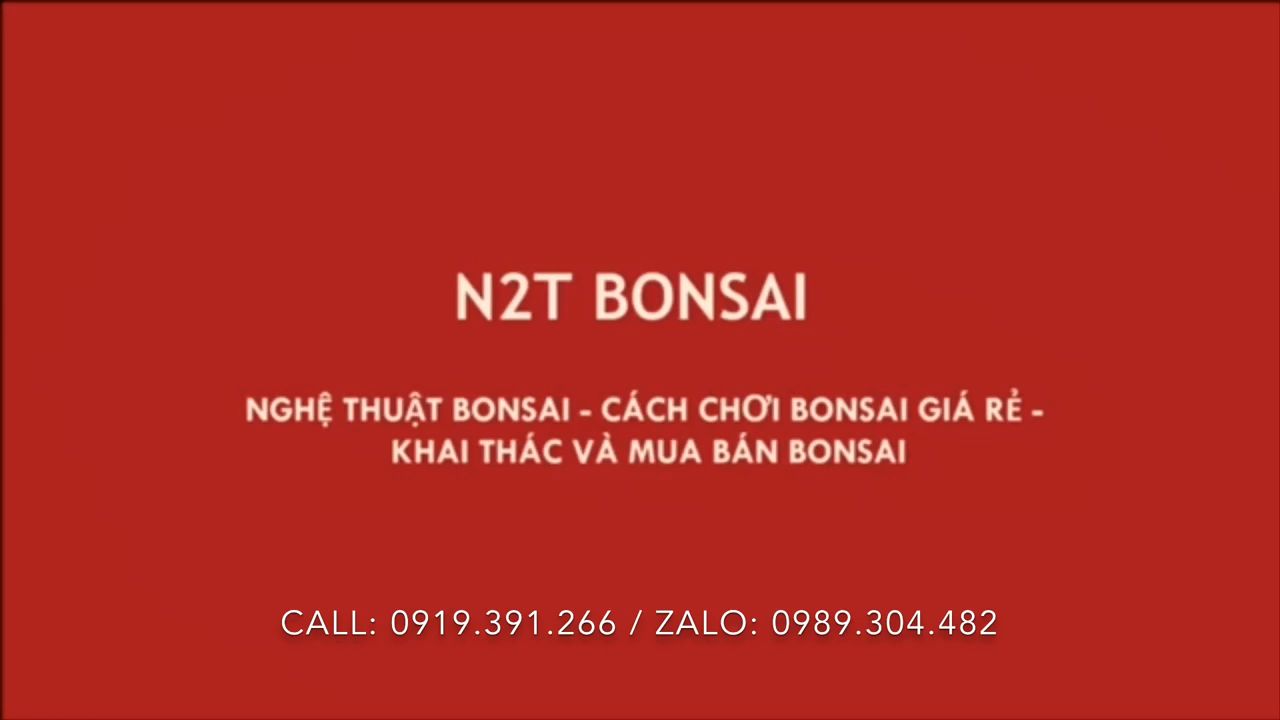 N2T BONSAI
NGHỆ THUẬT BONSAI - CÁCH CHƠI BONSAI GIÁ RẺ -
KHAI THÁC VÀ MUA BÁN BONSAI
CALL: 0919.391.266 / ZALO: 0989.304.482